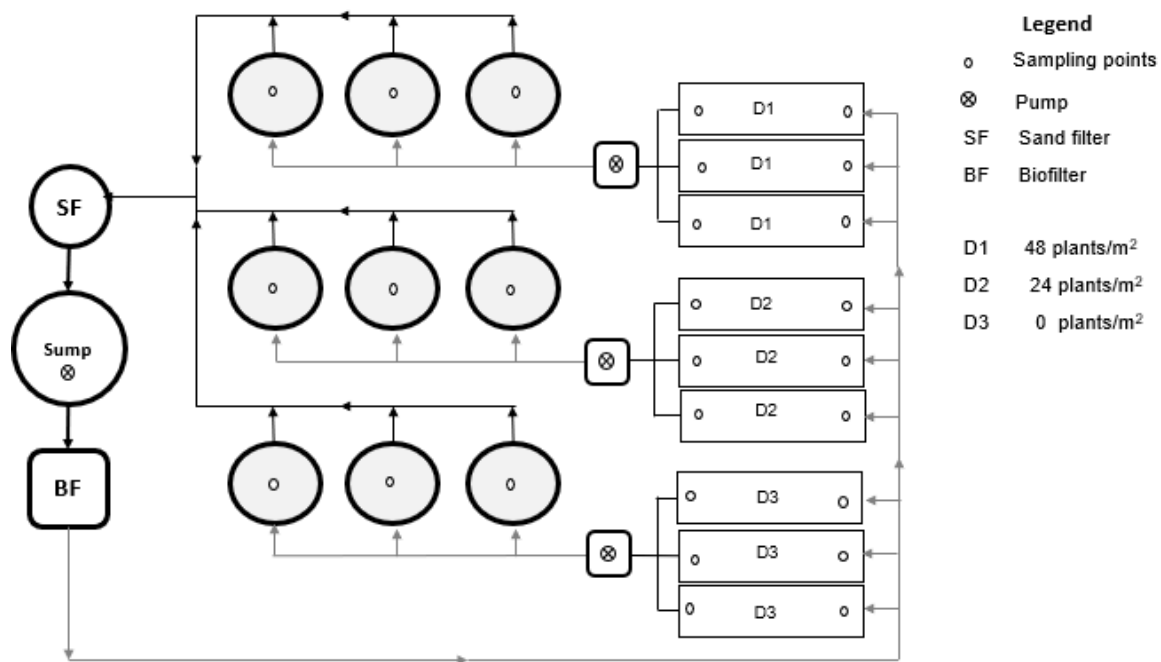 Legend
Sampling points
Pump
SF Sand filter
BF Biofilter
D1 48 plants/m²
D2 24 plants/m²
D3 0 plants/m²
SF
Sump
BF
D1
D1
D1
D2
D2
D2
D3
D3
D3